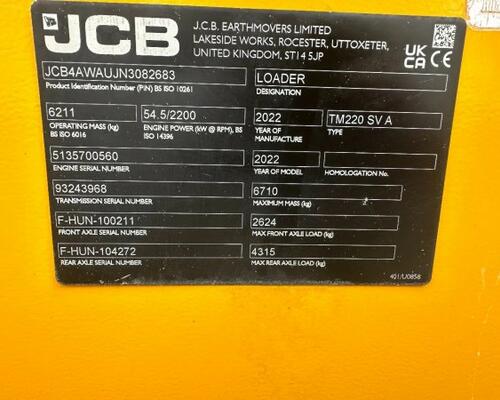 JCB
J.C.B. EARTHMOVERS LIMITED
LAKESIDE WORKS, ROCESTER, UTTOXETER,
UNITED KINGDOM, ST14 5JP
UK
CA CE
JCB4AWAUJN3082683
Product Identification Number (PIN) BS ISO 10261
LOADER
DESIGNATION
6211
OPERATING MASS (kg)
BS ISO 6016
54.5/2200
ENGINE POWER (kW @ RPM), BS
ISO 14396
2022
YEAR OF
MANUFACTURE
TM220 SV A
TYPE
5135700560
ENGINE SERIAL NUMBER
2022
YEAR OF MODEL
HOMOLOGATION No.
93243968
TRANSMISSION SERIAL NUMBER
6710
MAXIMUM MASS (kg)
F-HUN-100211
FRONT AXLE SERIAL NUMBER
2624
MAX FRONT AXLE LOAD (kg)
F-HUN-104272
REAR AXLE SERIAL NUMBER
4315
MAX REAR AXLE LOAD (kg)
401/U0858